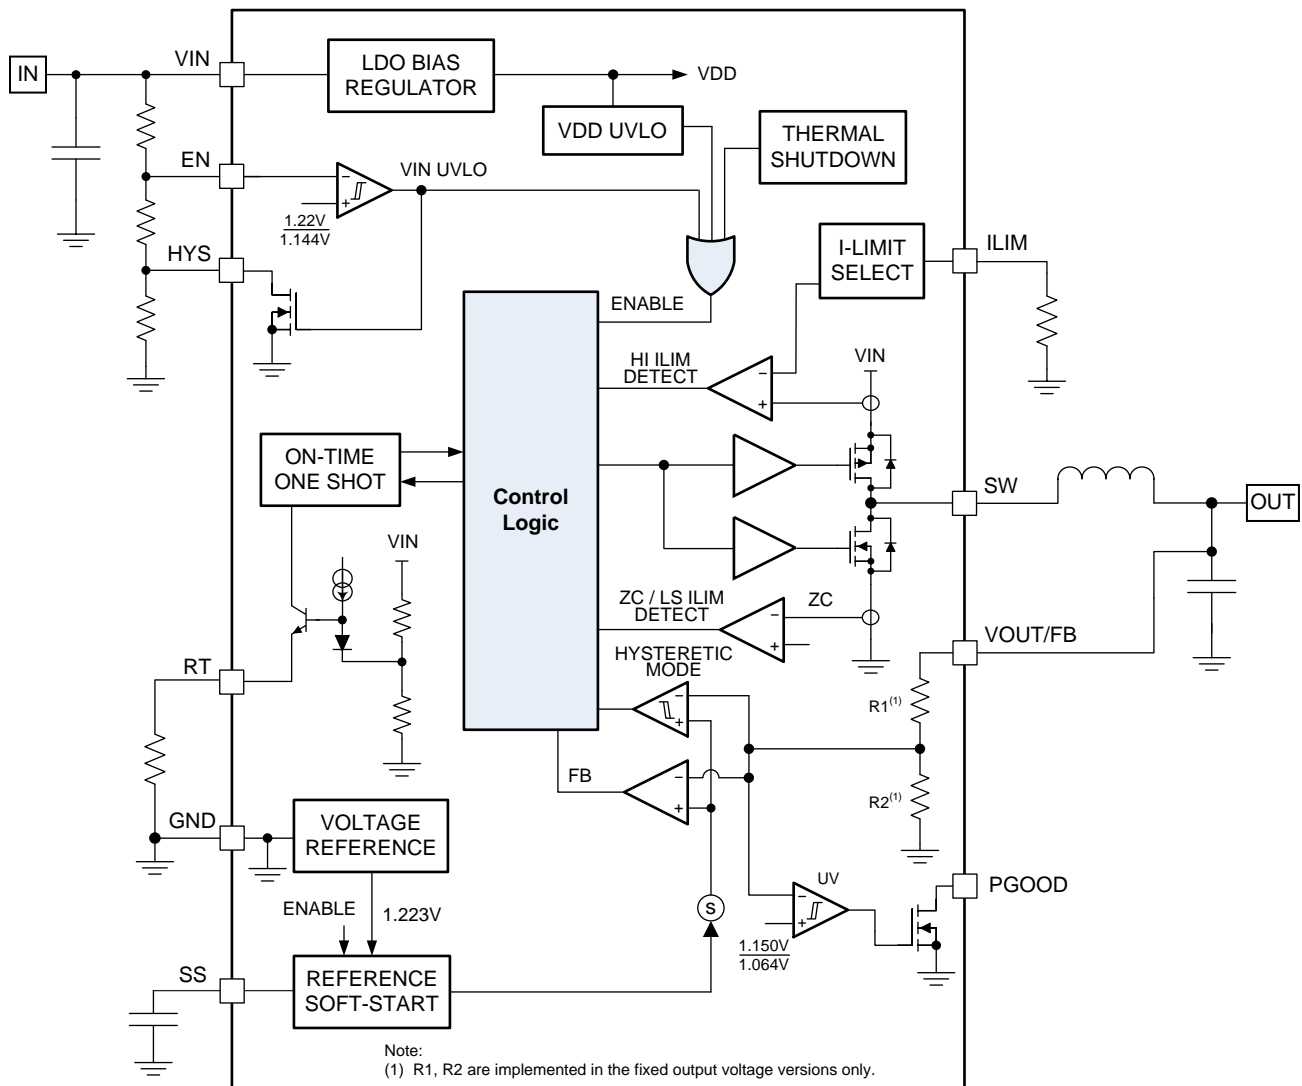 IN
VIN
LDO BIAS
REGULATOR
VDD
VDD UVLO
THERMAL
SHUTDOWN
EN
−
+
VIN UVLO
1.22V
1.144V
HYS
I-LIMIT
SELECT
ILIM
ENABLE
HI ILIM
DETECT
−
+
VIN
ON-TIME
ONE SHOT
Control
Logic
SW
OUT
VIN
ZC / LS ILIM
DETECT
−
+
ZC
VOUT/FB
HYSTERETIC
MODE
−
+
RT
R1(1)
FB
−
+
R2(1)
GND
VOLTAGE
REFERENCE
UV
−
+
PGOOD
ENABLE
1.223V
S
1.150V
1.064V
SS
REFERENCE
SOFT-START
Note:
(1) R1, R2 are implemented in the fixed output voltage versions only.